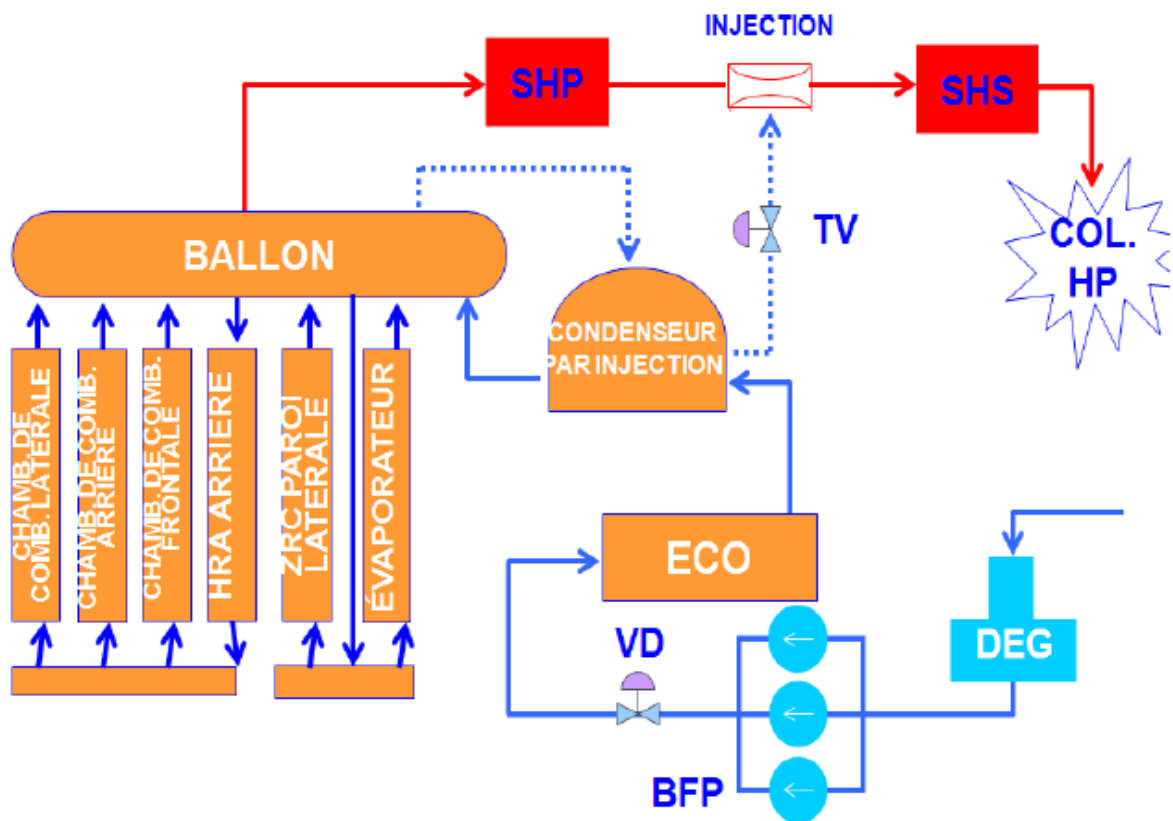 INJECTION
SHP
SHS
TV
COL.
HP
BALLON
CONDENSEUR
PAR INJECTION
CHAMB. DE
COMB. LATERALE
CHAMB. DE COMB.
ARRIERE
CHAMB. DE COMB.
FRONTALE
HRA ARRIERE
ZRC PAROI
LATERALE
ÉVAPORATEUR
ECO
DEG
VD
BFP